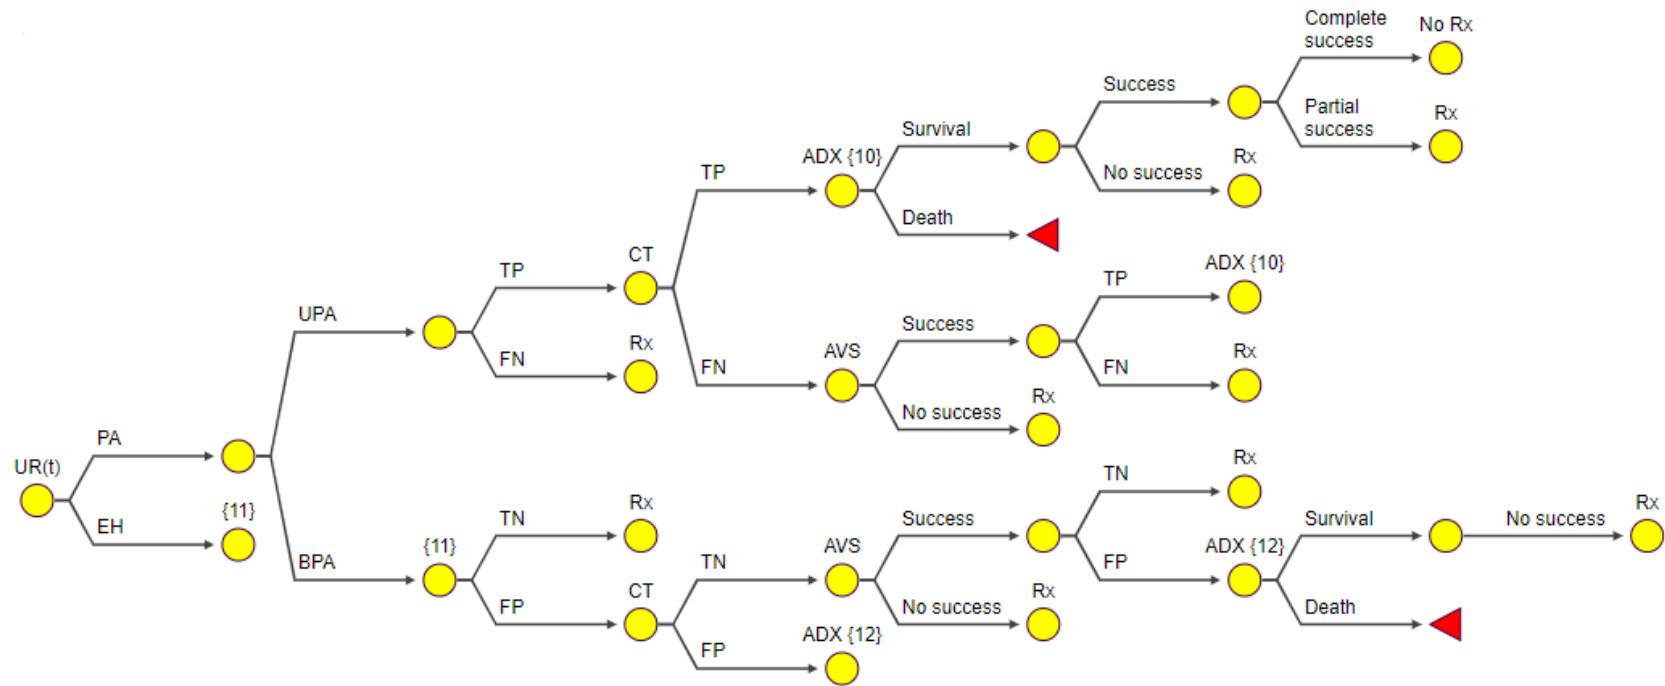 Complete
success
No Rx
Success
Partial
success
Rx
Survival
ADX {10}
No success
Rx
TP
Death
CT
TP
ADX {10}
TP
UPA
Success
FN
Rx
AVS
FN
Rx
FN
No success
Rx
PA
UR(t)
EH
{11}
BPA
{11}
TN
Rx
FP
CT
TN
AVS
FP
ADX {12}
Success
No success
Rx
TN
Rx
FP
ADX {12}
Survival
No success
Rx
Death